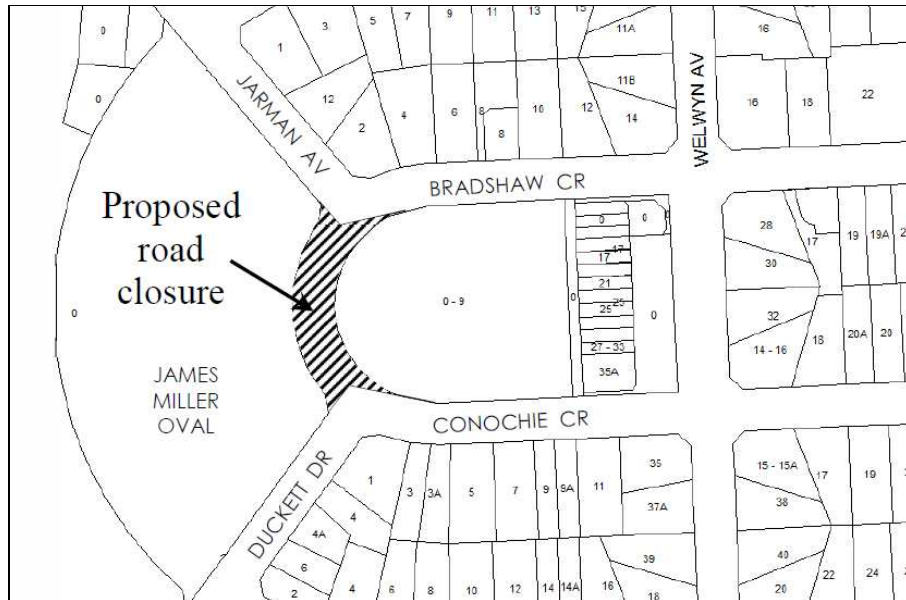 0
1
3
5
7
9
11
13
15
11A
16
12
2
4
6
8
8
10
12
11B
14
16
18
22
0
JARMAN AV
WELWYN AV
BRADSHAW CR
Proposed
road
closure
0
0
28
17
19
19A
30
17
17
21
25
0 - 9
0
0
0
32
14 - 16
18
20A
20
27 - 33
35A
JAMES
MILLER
OVAL
CONOCHIE CR
DUCKETT DR
1
3
3A
5
7
9
9A
11
35
37A
15 - 15A
17
19
38
4
4A
6
2
4
6
8
10
12
14
14A
16
39
18
40
20
22
24